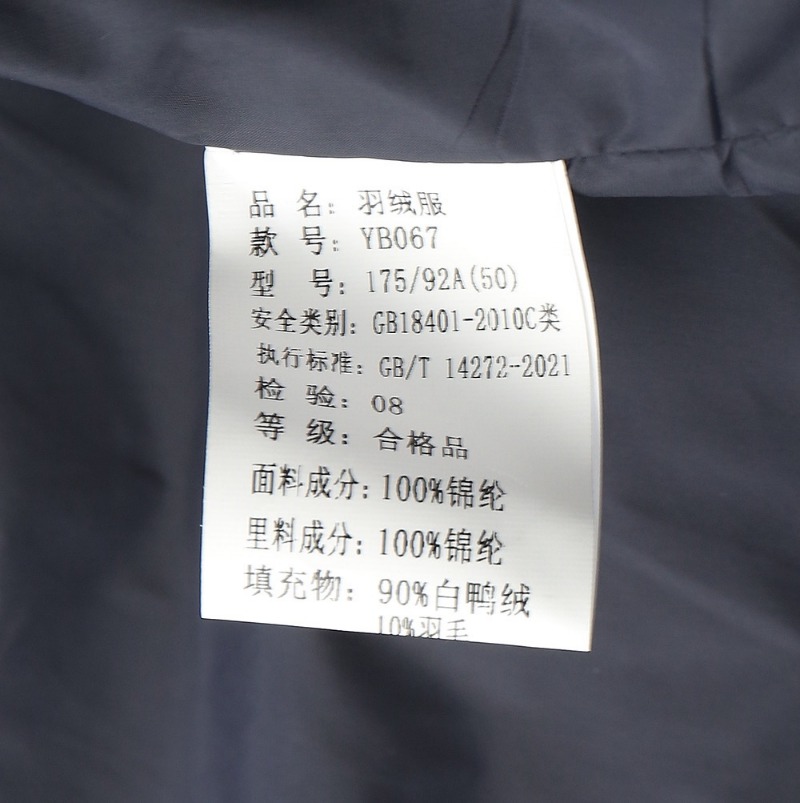 品 名：羽绒服
款 号：YB067
型 号：175/92A(50)
安全类别：GB18401-2010C类
执行标准：GB/T 14272-2021
检 验：08
等 级：合格品
面料成分：100%锦纶
里料成分：100%锦纶
填充物：90%白鸭绒
10%羽毛